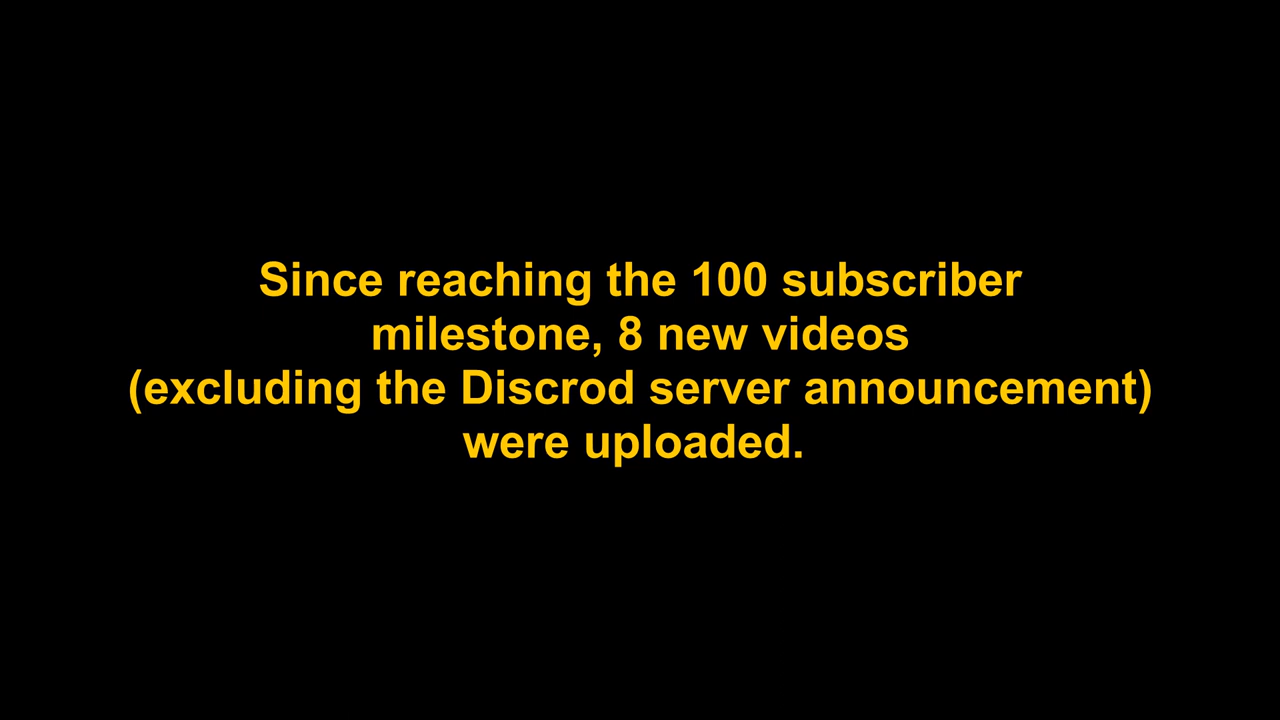 Since reaching the 100 subscriber
milestone, 8 new videos
(excluding the Discrod server announcement)
were uploaded.